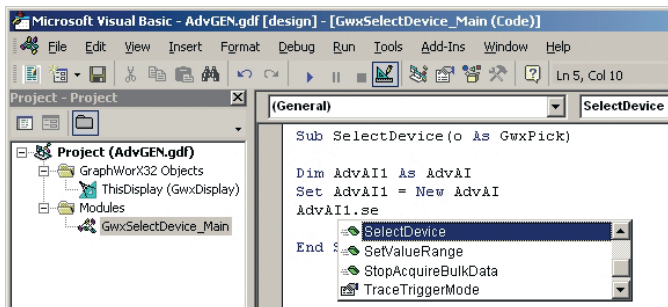 Microsoft Visual Basic - AdvGEN.gdf [design] - [GwxSelectDevice_Main (Code)]
File Edit View Insert Format Debug Run Tools Add-Ins Window Help
Ln 5, Col 10
Project - Project
Project (AdvGEN.gdf)
GraphWorX32 Objects
ThisDisplay (GwxDisplay)
Modules
GwxSelectDevice_Main
(General) SelectDevice
Sub SelectDevice(o As GwxPick)
Dim AdvAI1 As AdvAI
Set AdvAI1 = New AdvAI
AdvAI1.se
End S
SelectDevice
SetValueRange
StopAcquireBulkData
TraceTriggerMode